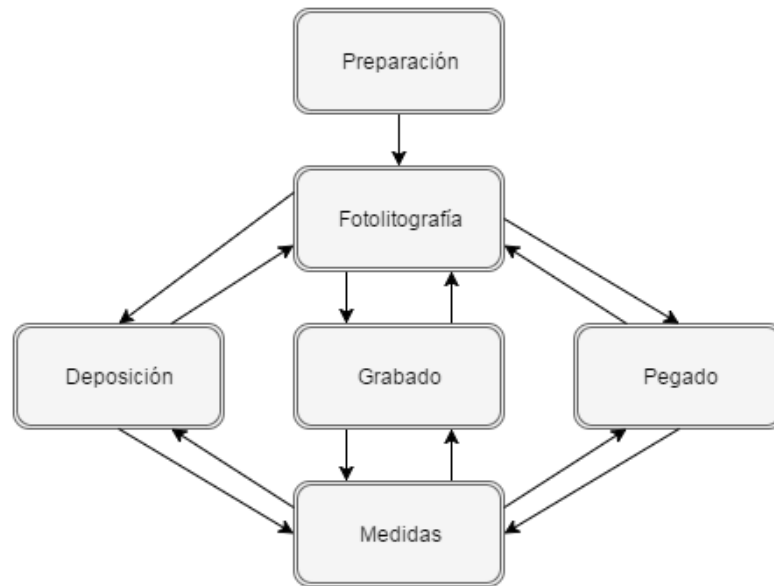 Preparación
Fotolitografía
Deposición
Grabado
Pegado
Medidas